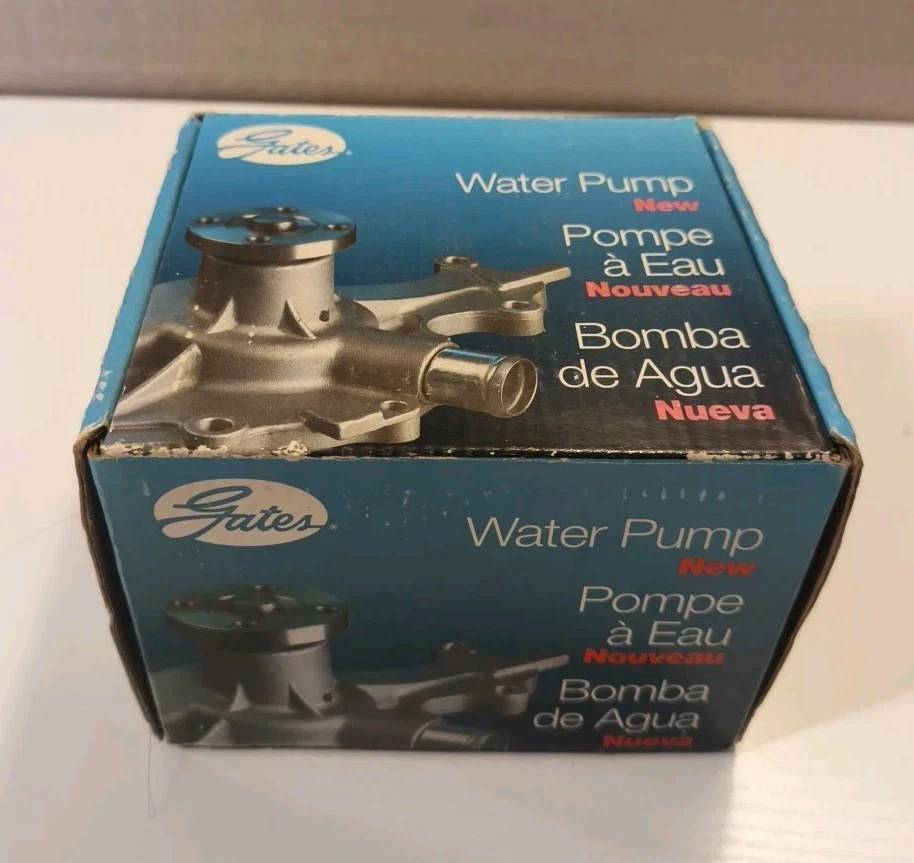 Gates®
Water Pump
New
Pompe
à Eau
Nouveau
Bomba
de Agua
Nueva
Gates®
Water Pump
New
Pompe
à Eau
Nouveau
Bomba
de Agua
Nueva